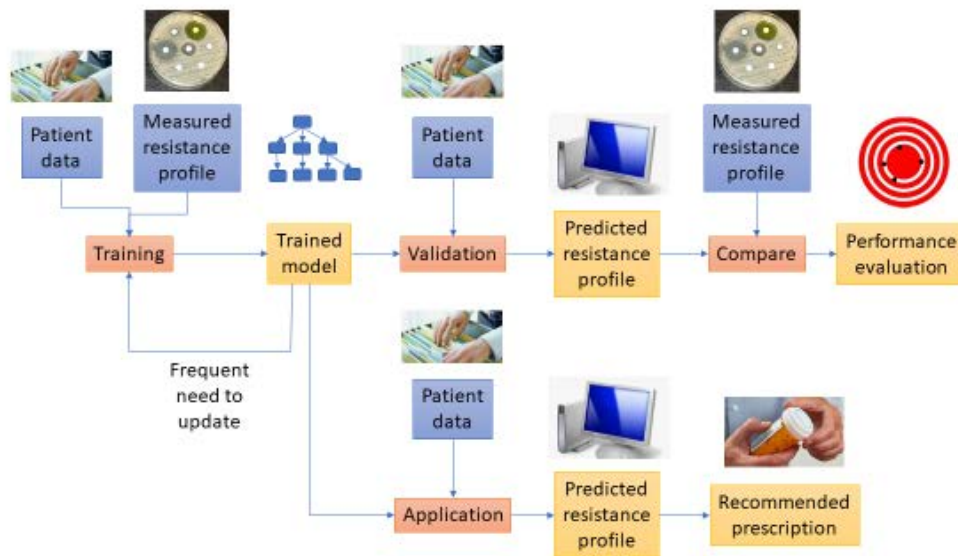 Patient
data
Measured
resistance
profile
Patient
data
Measured
resistance
profile
Training
Trained
model
Validation
Predicted
resistance
profile
Compare
Performance
evaluation
Frequent
need to
update
Patient
data
Application
Predicted
resistance
profile
Recommended
prescription